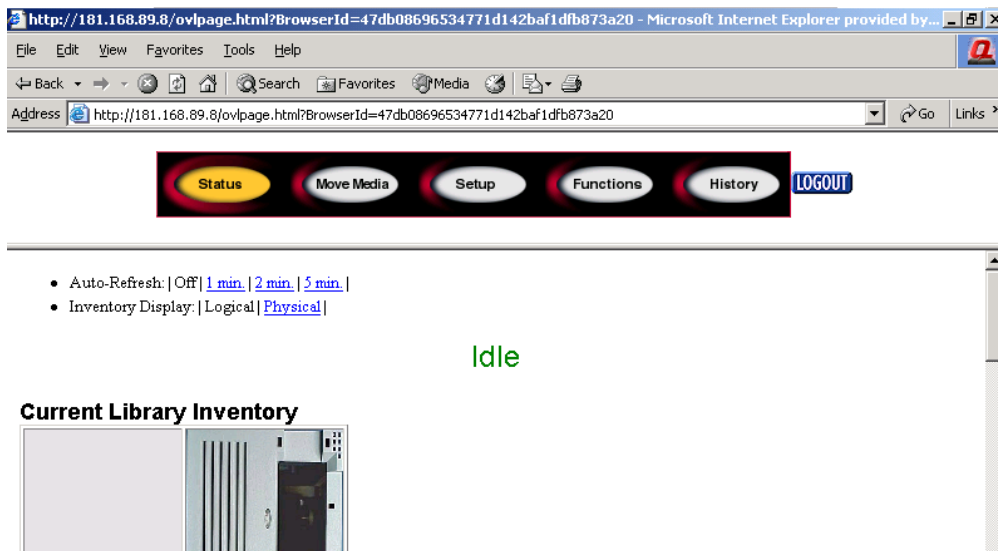 http://181.168.89.8/ovlpage.html?BrowserId=47db08696534771d142baf1dfb873a20 - Microsoft Internet Explorer provided by...
File Edit View Favorites Tools Help
Back Search Favorites Media
Address http://181.168.89.8/ovlpage.html?BrowserId=47db08696534771d142baf1dfb873a20 Go Links
Status Move Media Setup Functions History LOGOUT
• Auto-Refresh: | Off | 1 min. | 2 min. | 5 min. |
• Inventory Display: | Logical | Physical |
Idle
Current Library Inventory